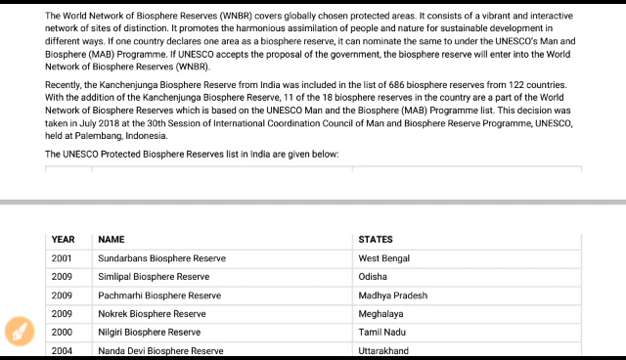 The World Network of Biosphere Reserves (WNBR) covers globally chosen protected areas. It consists of a vibrant and interactive
network of sites of distinction. It promotes the harmonious assimilation of people and nature for sustainable development in
different ways. If one country declares one area as a biosphere reserve, it can nominate the same to under the UNESCO's Man and
Biosphere (MAB) Programme. If UNESCO accepts the proposal of the government, the biosphere reserve will enter into the World
Network of Biosphere Reserves (WNBR).
Recently, the Kanchenjunga Biosphere Reserve from India was included in the list of 686 biosphere reserves from 122 countries.
With the addition of the Kanchenjunga Biosphere Reserve, 11 of the 18 biosphere reserves in the country are a part of the World
Network of Biosphere Reserves which is based on the UNESCO Man and the Biosphere (MAB) Programme list. This decision was
taken in July 2018 at the 30th Session of International Coordination Council of Man and Biosphere Reserve Programme, UNESCO,
held at Palembang, Indonesia.
The UNESCO Protected Biosphere Reserves list in India are given below:
YEAR NAME STATES
2001 Sundarbans Biosphere Reserve West Bengal
2009 Simlipal Biosphere Reserve Odisha
2009 Pachmarhi Biosphere Reserve Madhya Pradesh
2009 Nokrek Biosphere Reserve Meghalaya
2000 Nilgiri Biosphere Reserve Tamil Nadu
2004 Nanda Devi Biosphere Reserve Uttarakhand